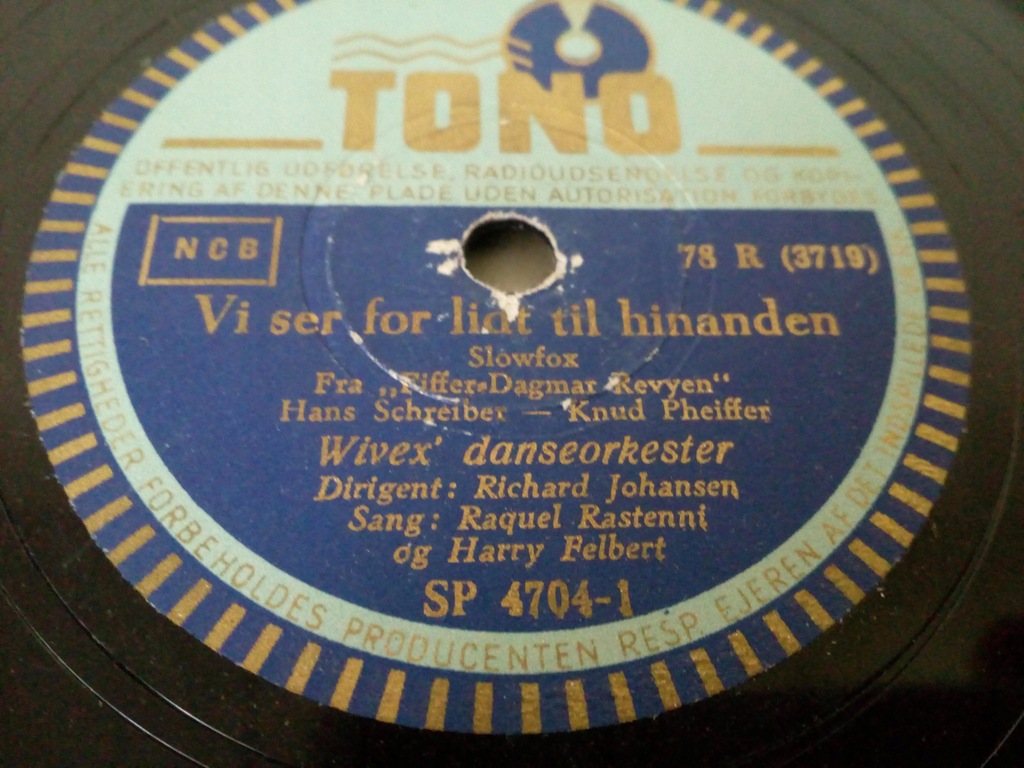 TONO
OFFENTLIG UDFØRELSE, RADIOUDSENDELSE OG KOPI-
ERING AF DENNE PLADE UDEN AUTORISATION FORBYDES
NCB
78 R (3719)
Vi ser for lidt til hinanden
Slowfox
Fra „Fiffer-Dagmar Revyen“
Hans Schreiber — Knud Pheiffer
Wivex' danseorkester
Dirigent: Richard Johansen
Sang: Raquel Rastenni
og Harry Felbert
SP 4704-1
ALLE RETTIGHEDER FORBEHOLDES PRODUCENTEN RESP. EJEREN AF DET INDSPILLEDE